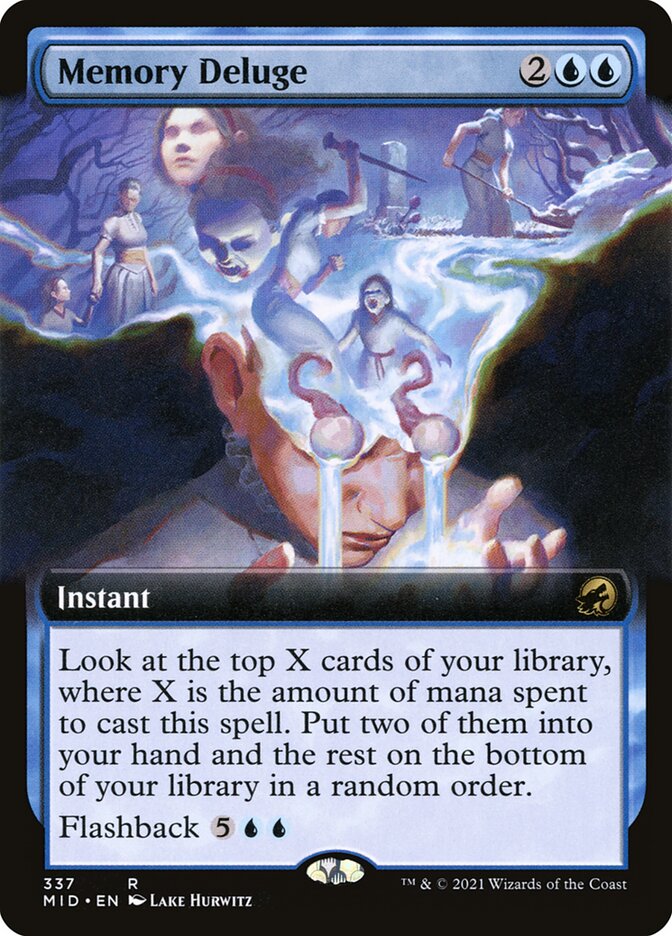 Memory Deluge 2
Instant
Look at the top X cards of your library,
where X is the amount of mana spent
to cast this spell. Put two of them into
your hand and the rest on the bottom
of your library in a random order.
Flashback 5
337 R
MID • EN Lake Hurwitz
™ & © 2021 Wizards of the Coast